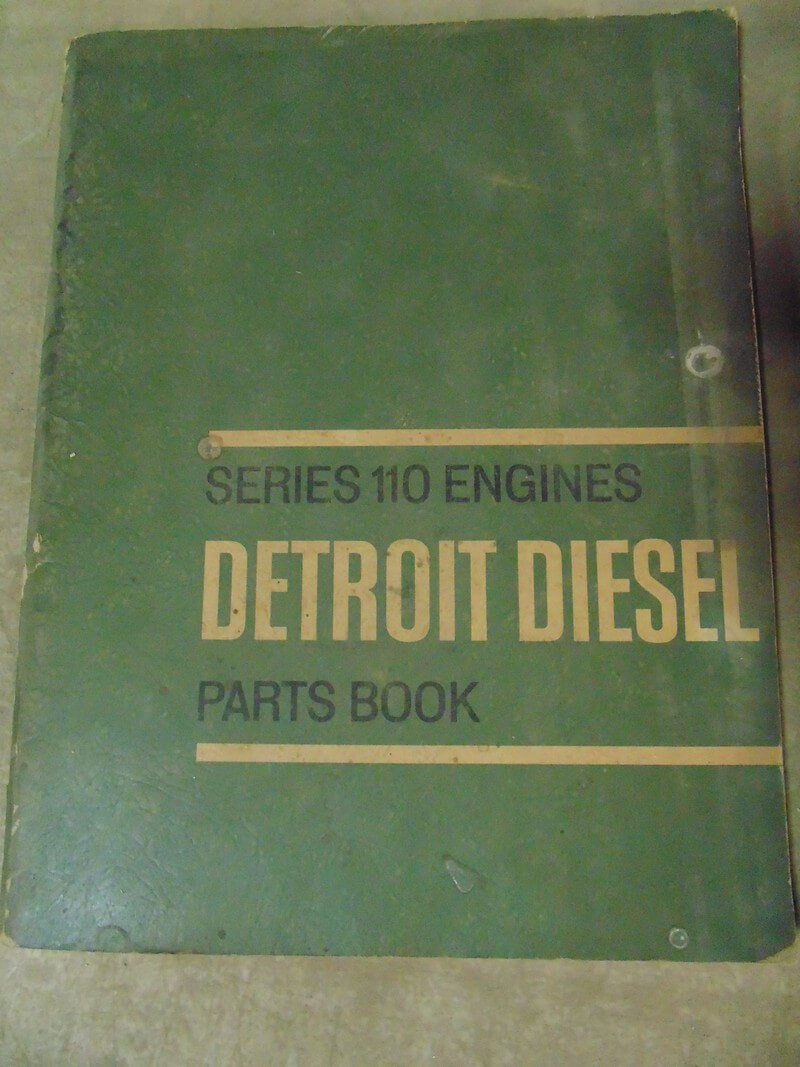 SERIES 110 ENGINES
DETROIT DIESEL
PARTS BOOK